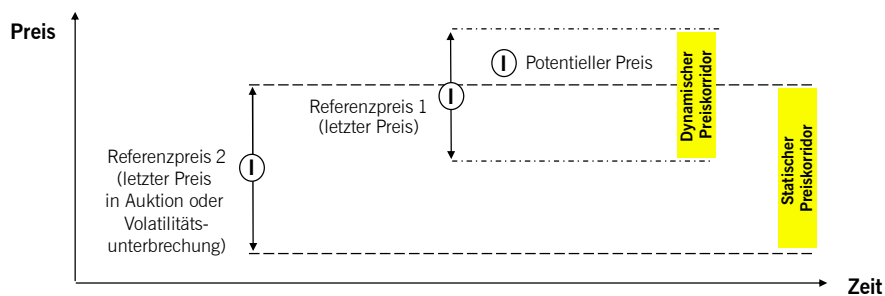 Preis
I Potentieller Preis
Referenzpreis 1
(letzter Preis)
I
Referenzpreis 2
(letzter Preis
in Auktion oder
Volatilitäts-
unterbrechung)
I
Dynamischer
Preiskorridor
Statischer
Preiskorridor
Zeit